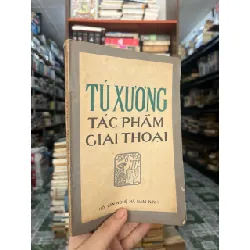 TÚ XƯƠNG
TÁC PHẨM
GIAI THOẠI